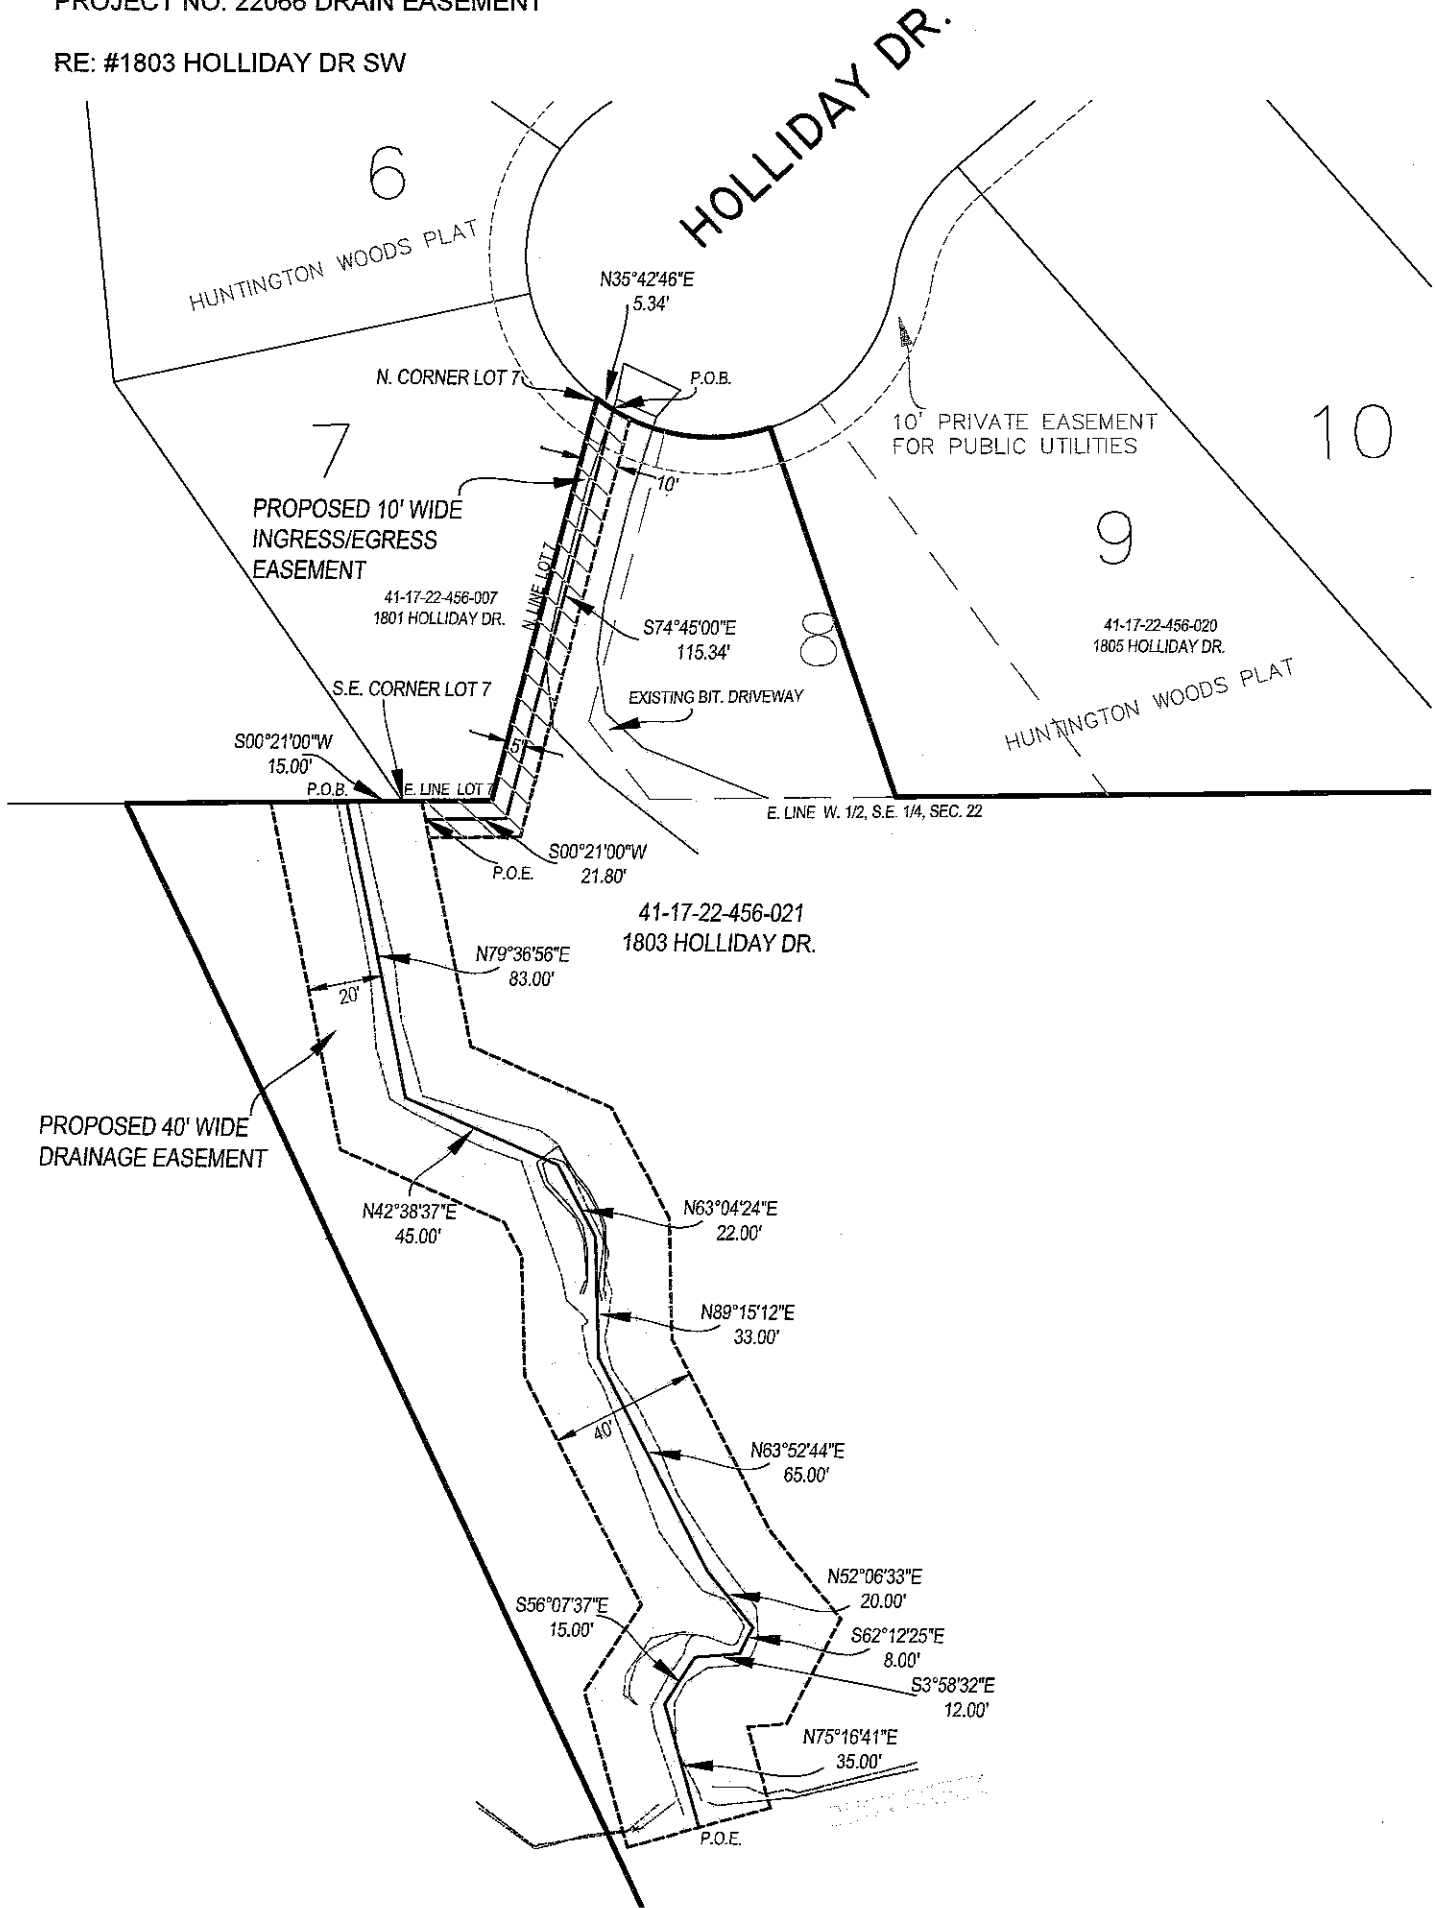 PROJECT NO. 22066 DRAIN EASEMENT
RE: #1803 HOLLIDAY DR SW
HOLLIDAY DR.
6
HUNTINGTON WOODS PLAT
N35°42'46"E
5.34'
N. CORNER LOT 7
P.O.B.
7
10' PRIVATE EASEMENT
FOR PUBLIC UTILITIES
10
10'
PROPOSED 10' WIDE
INGRESS/EGRESS
EASEMENT
9
N LINE LOT 7
41-17-22-456-007
1801 HOLLIDAY DR.
S74°45'00"E
115.34'
8
41-17-22-456-020
1805 HOLLIDAY DR.
S.E. CORNER LOT 7
EXISTING BIT. DRIVEWAY
HUNTINGTON WOODS PLAT
S00°21'00"W
15.00'
5'
P.O.B.
E. LINE LOT 7
E. LINE W. 1/2, S.E. 1/4, SEC. 22
S00°21'00"W
21.80'
P.O.E.
41-17-22-456-021
1803 HOLLIDAY DR.
N79°36'56"E
83.00'
20'
PROPOSED 40' WIDE
DRAINAGE EASEMENT
N42°38'37"E
45.00'
N63°04'24"E
22.00'
N89°15'12"E
33.00'
40'
N63°52'44"E
65.00'
N52°06'33"E
20.00'
S56°07'37"E
15.00'
S62°12'25"E
8.00'
S3°58'32"E
12.00'
N75°16'41"E
35.00'
P.O.E.